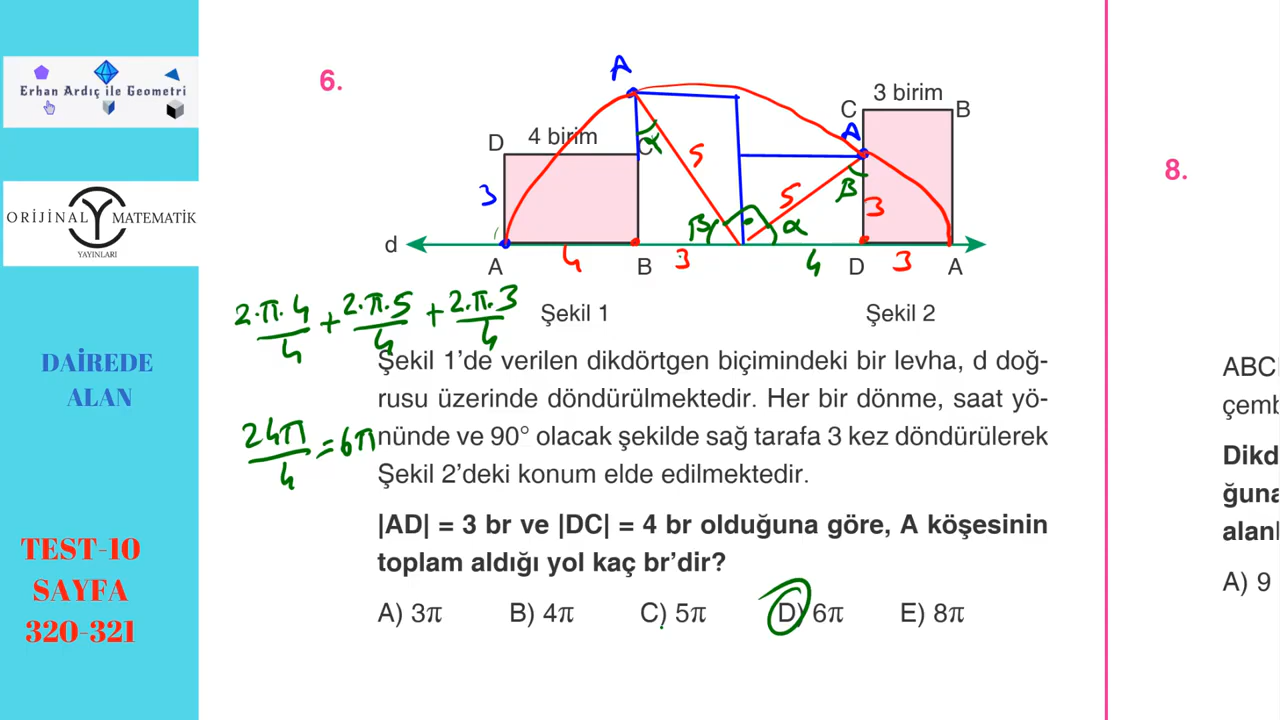 Erhan Ardıç ile Geometri
ORİJİNAL MATEMATİK
YAYINLARI
DAİREDE
ALAN
TEST-10
SAYFA
320-321
6.
A
D 4 birim C
α
3
5
A B
4
3
d
β
α
5
4
3 birim
C B
A
β
3
D A
3
Şekil 1
Şekil 2
2.π.4/4 + 2.π.5/4 + 2.π.3/4
24π/4 = 6π
Şekil 1’de verilen dikdörtgen biçimindeki bir levha, d doğ-
rusu üzerinde döndürülmektedir. Her bir dönme, saat yö-
nünde ve 90° olacak şekilde sağ tarafa 3 kez döndürülerek
Şekil 2’deki konum elde edilmektedir.
|AD| = 3 br ve |DC| = 4 br olduğuna göre, A köşesinin
toplam aldığı yol kaç br’dir?
A) 3π B) 4π C) 5π D) 6π E) 8π
8.
ABC
çemb
Dikd
ğuna
alanl
A) 9